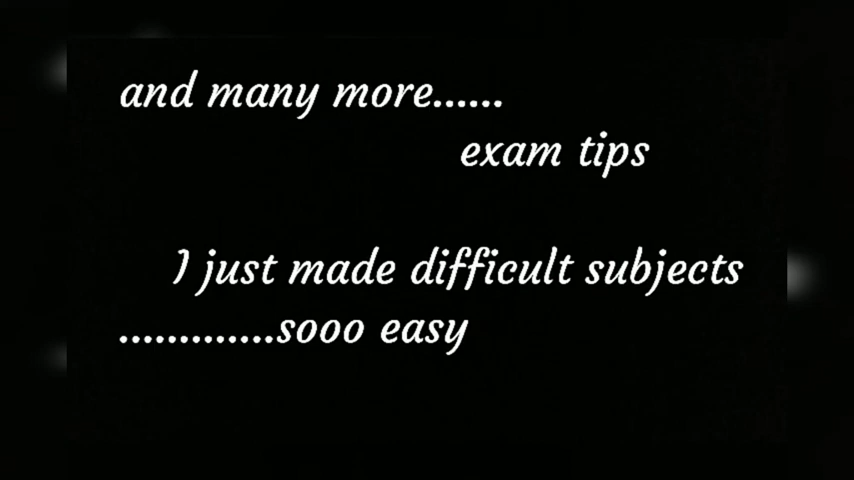 and many more......
exam tips
I just made difficult subjects
.............sooo easy